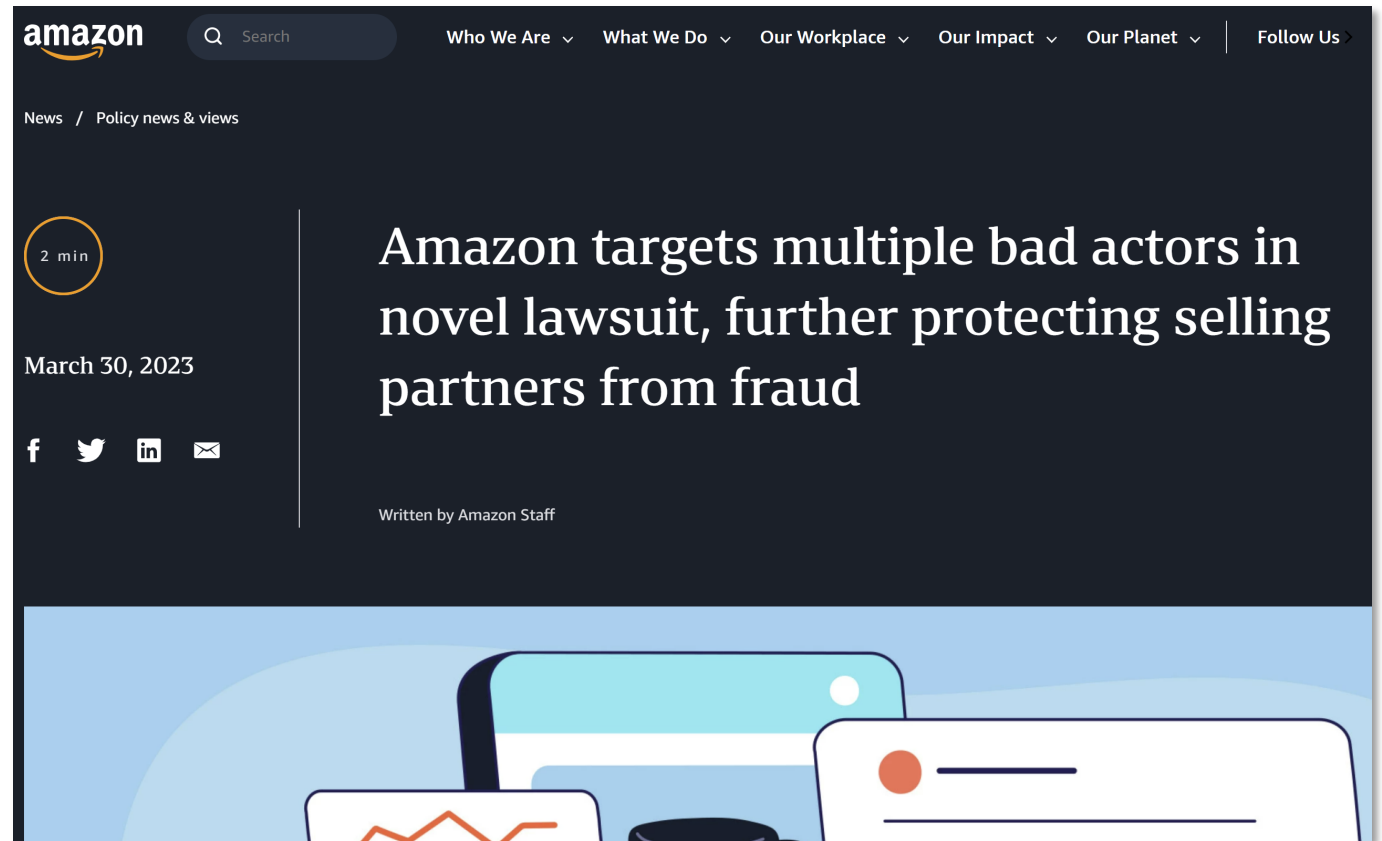 amazon
Search
Who We Are
What We Do
Our Workplace
Our Impact
Our Planet
Follow Us
News / Policy news & views
2 min
March 30, 2023
Amazon targets multiple bad actors in
novel lawsuit, further protecting selling
partners from fraud
f
in
Written by Amazon Staff